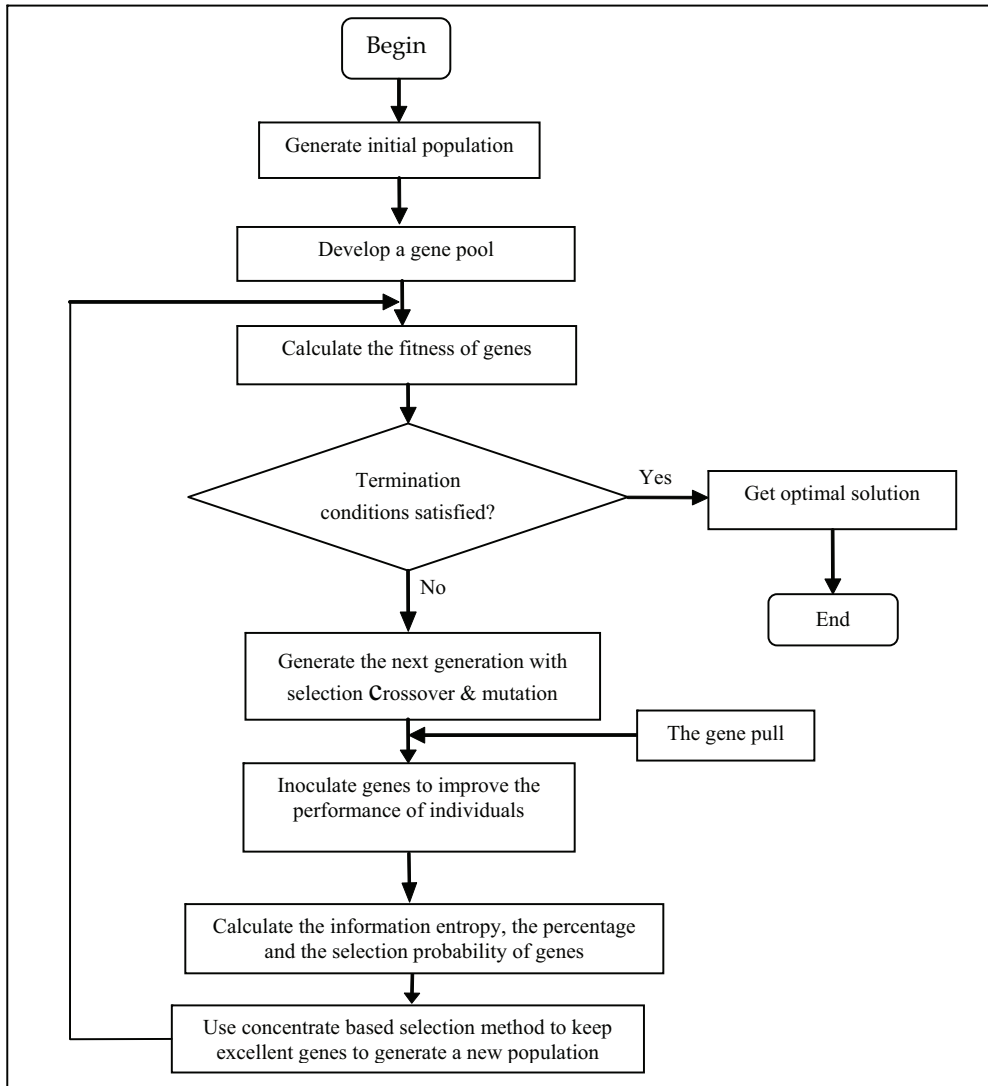 Begin
Generate initial population
Develop a gene pool
Calculate the fitness of genes
Termination
conditions satisfied?
Yes
Get optimal solution
End
No
Generate the next generation with
selection Crossover & mutation
The gene pull
Inoculate genes to improve the
performance of individuals
Calculate the information entropy, the percentage
and the selection probability of genes
Use concentrate based selection method to keep
excellent genes to generate a new population